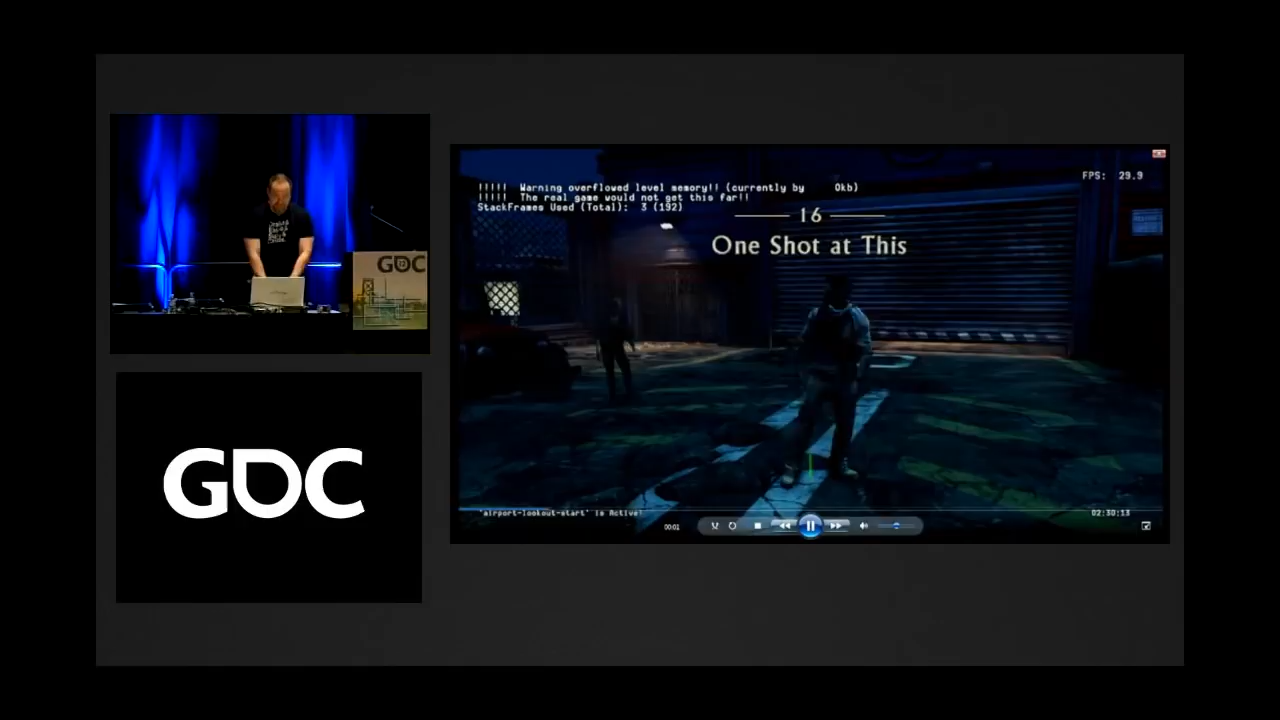 GDC
GDC
!!!!! Warning overflowed level memory!! (currently by 0kb)
!!!!! The real game would not get this far!!
StackFrames Used (Total): 3 (192)
FPS: 29.9
16
One Shot at This
'airport-lookout-start' is Active!
02:30:13
00:01